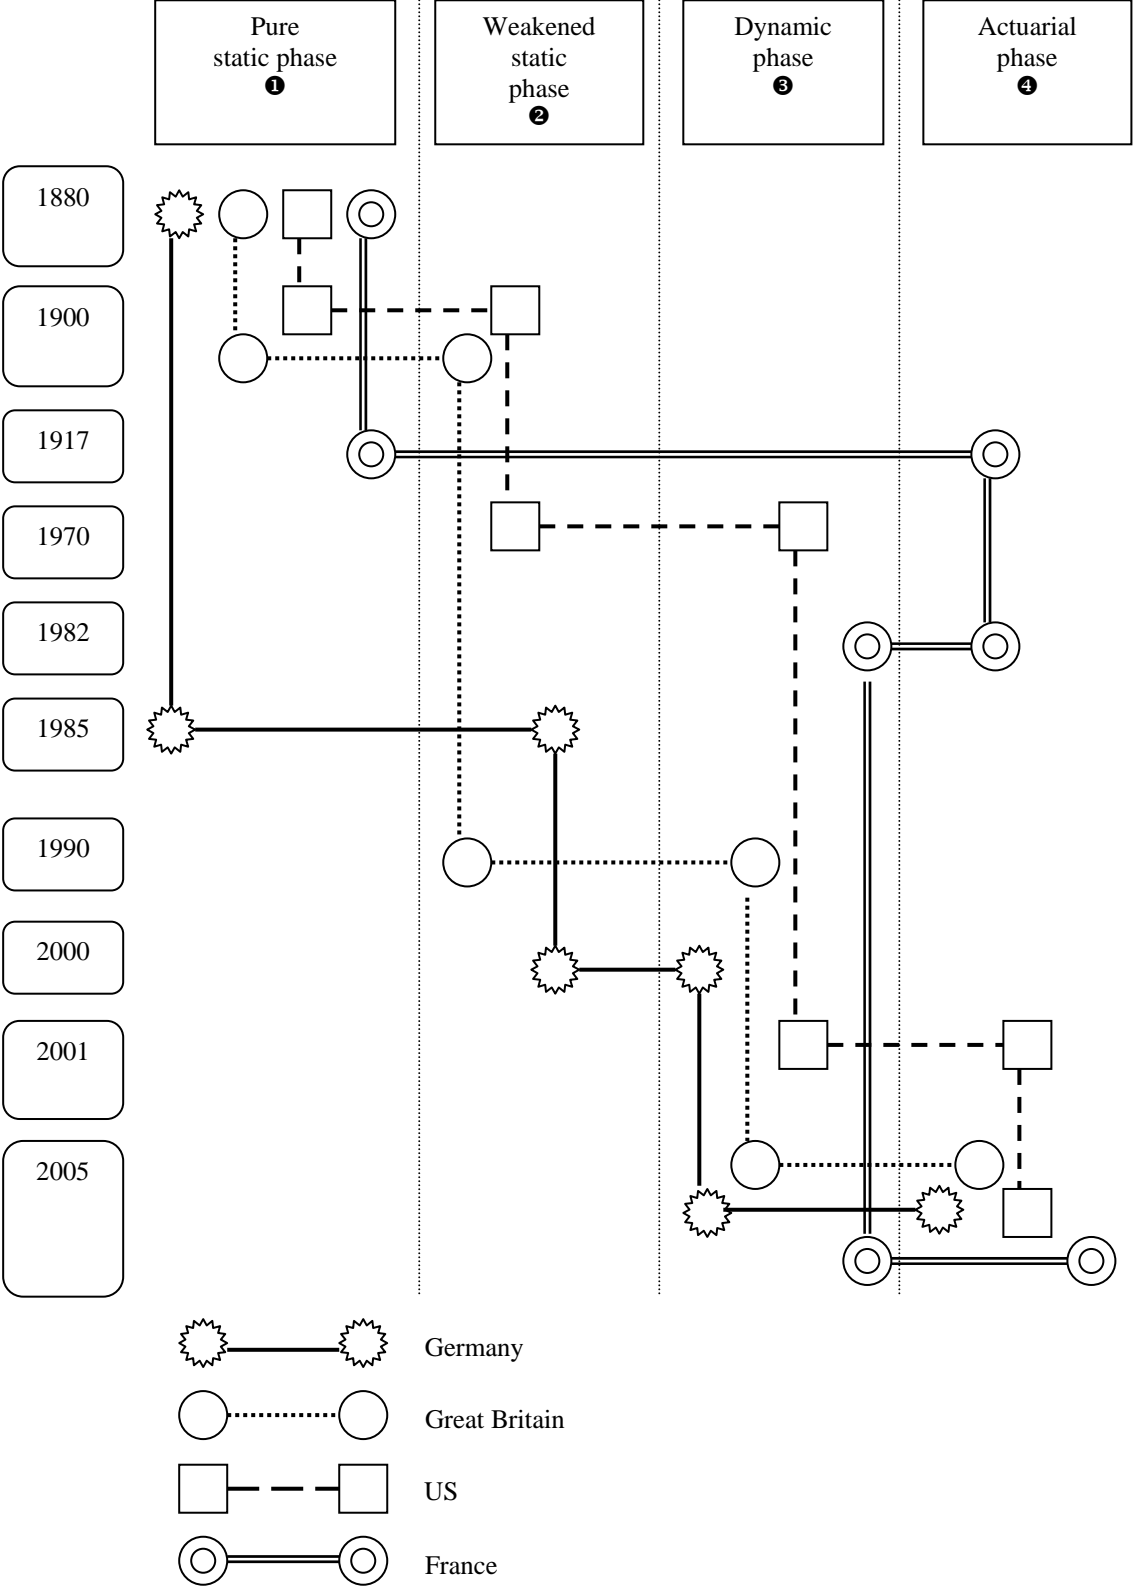 Pure
static phase
❶
Weakened
static
phase
❷
Dynamic
phase
❸
Actuarial
phase
❹
1880
1900
1917
1970
1982
1985
1990
2000
2001
2005
Germany
Great Britain
US
France